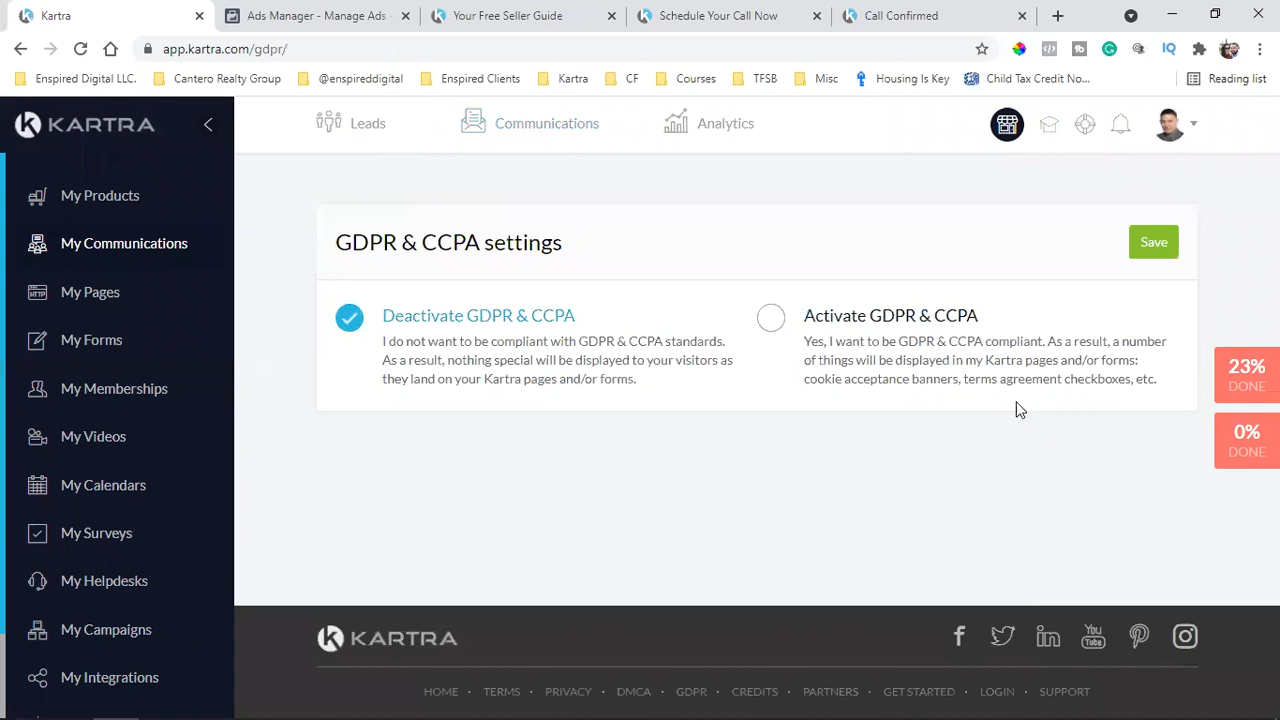 Kartra
Ads Manager - Manage Ads
Your Free Seller Guide
Schedule Your Call Now
Call Confirmed
app.kartra.com/gdpr/
IQ
Enspired Digital LLC.
Cantero Realty Group
@enspireddigital
Enspired Clients
Kartra
CF
Courses
TFSB
Misc
Housing Is Key
Child Tax Credit No...
Reading list
KARTRA
Leads
Communications
Analytics
My Products
My Communications
My Pages
My Forms
My Memberships
My Videos
My Calendars
My Surveys
My Helpdesks
My Campaigns
My Integrations
GDPR & CCPA settings
Save
Deactivate GDPR & CCPA
I do not want to be compliant with GDPR & CCPA standards.
As a result, nothing special will be displayed to your visitors as
they land on your Kartra pages and/or forms.
Activate GDPR & CCPA
Yes, I want to be GDPR & CCPA compliant. As a result, a number
of things will be displayed in my Kartra pages and/or forms:
cookie acceptance banners, terms agreement checkboxes, etc.
23%
DONE
0%
DONE
KARTRA
You
Tube
HOME · TERMS · PRIVACY · DMCA · GDPR · CREDITS · PARTNERS · GET STARTED · LOGIN · SUPPORT